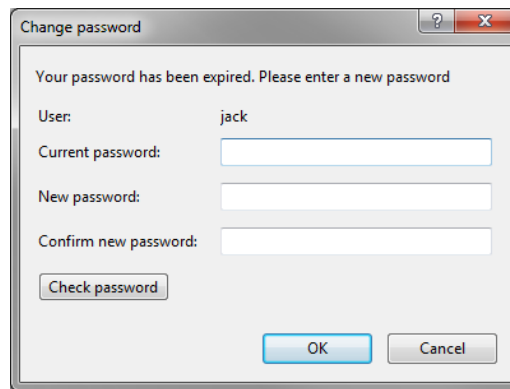 Change password
Your password has been expired. Please enter a new password
User: jack
Current password:
New password:
Confirm new password:
Check password
OK Cancel